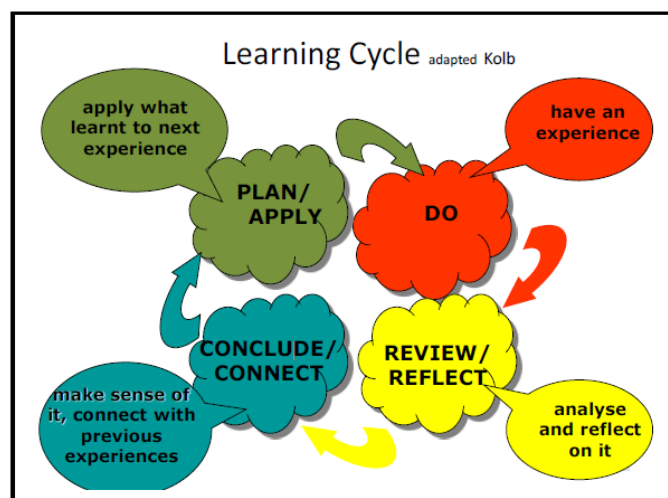 Learning Cycle adapted Kolb
apply what
learnt to next
experience
have an
experience
PLAN/
APPLY
DO
CONCLUDE/
CONNECT
REVIEW/
REFLECT
make sense of
it, connect with
previous
experiences
analyse
and reflect
on it